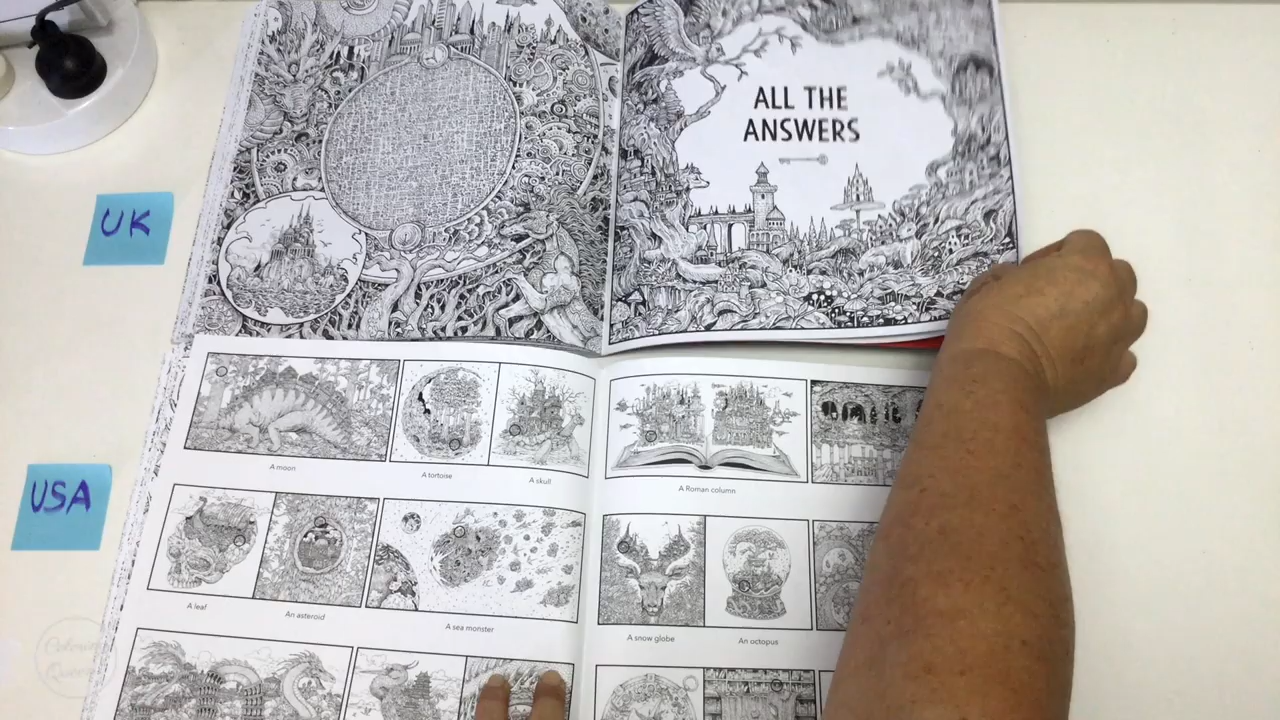 UK
ALL THE
ANSWERS
USA
A moon
A tortoise
A skull
A Roman column
A leaf
An asteroid
A sea monster
A snow globe
An octopus